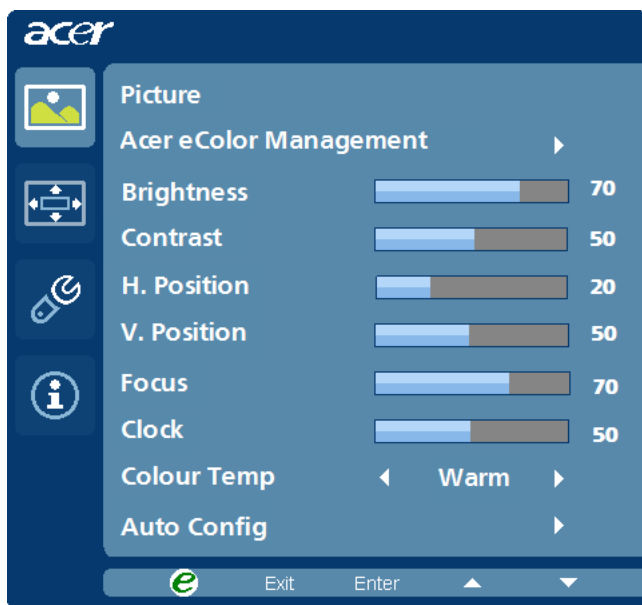 acer
Picture
Acer eColor Management
Brightness 70
Contrast 50
H. Position 20
V. Position 50
Focus 70
Clock 50
Colour Temp Warm
Auto Config
e Exit Enter